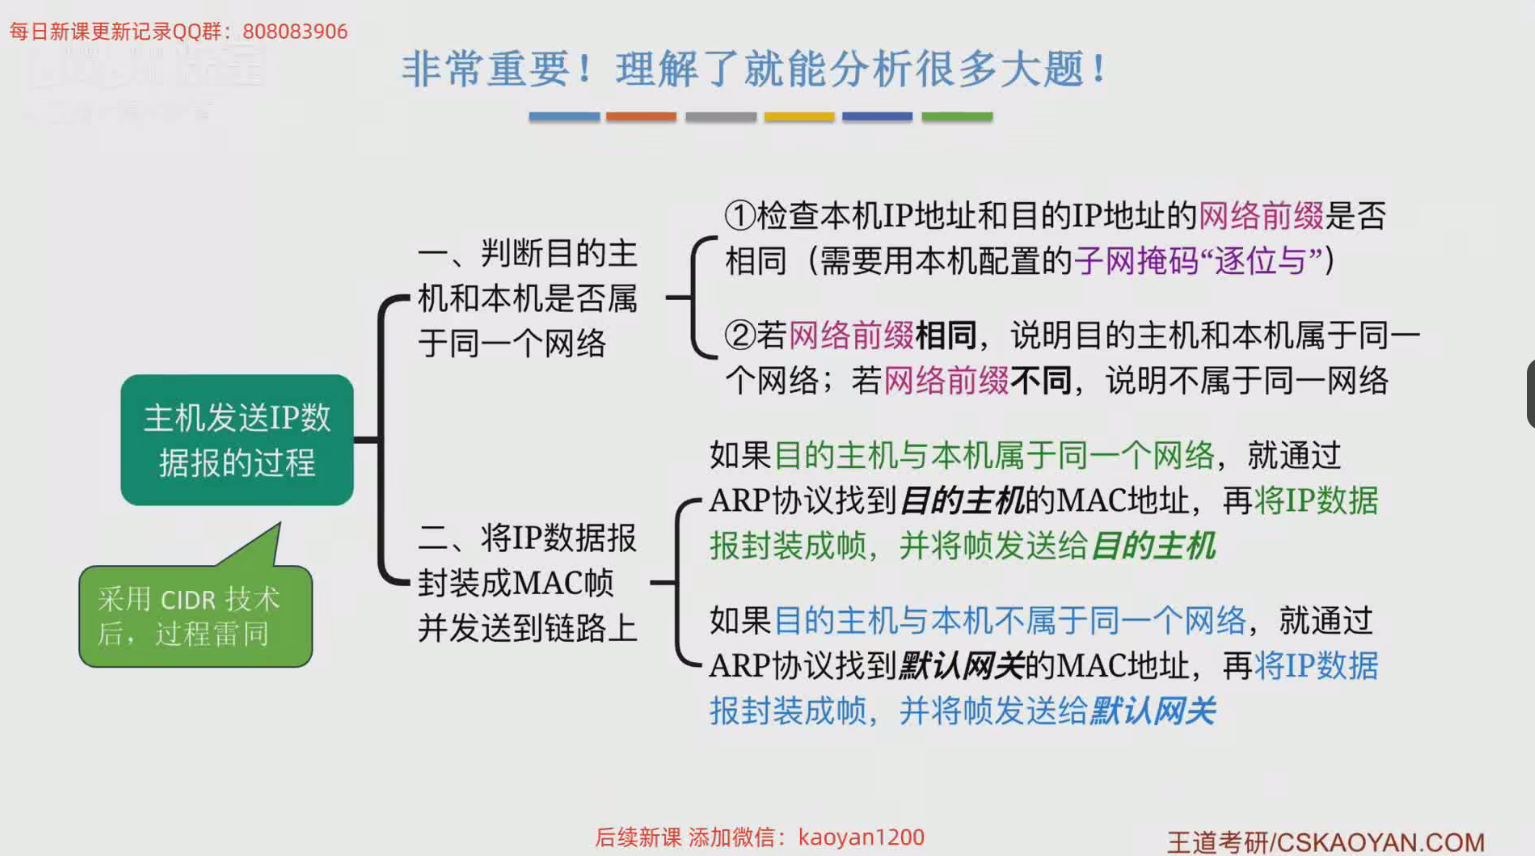 每日新课更新记录QQ群：808083906
非常重要！理解了就能分析很多大题！
主机发送IP数
据报的过程
采用 CIDR 技术
后，过程雷同
一、判断目的主
机和本机是否属
于同一个网络
①检查本机IP地址和目的IP地址的网络前缀是否
相同（需要用本机配置的子网掩码“逐位与”）
②若网络前缀相同，说明目的主机和本机属于同一
个网络；若网络前缀不同，说明不属于同一网络
二、将IP数据报
封装成MAC帧
并发送到链路上
如果目的主机与本机属于同一个网络，就通过
ARP协议找到目的主机的MAC地址，再将IP数据
报封装成帧，并将帧发送给目的主机
如果目的主机与本机不属于同一个网络，就通过
ARP协议找到默认网关的MAC地址，再将IP数据
报封装成帧，并将帧发送给默认网关
后续新课 添加微信：kaoyan1200
王道考研/CSKAOYAN.COM